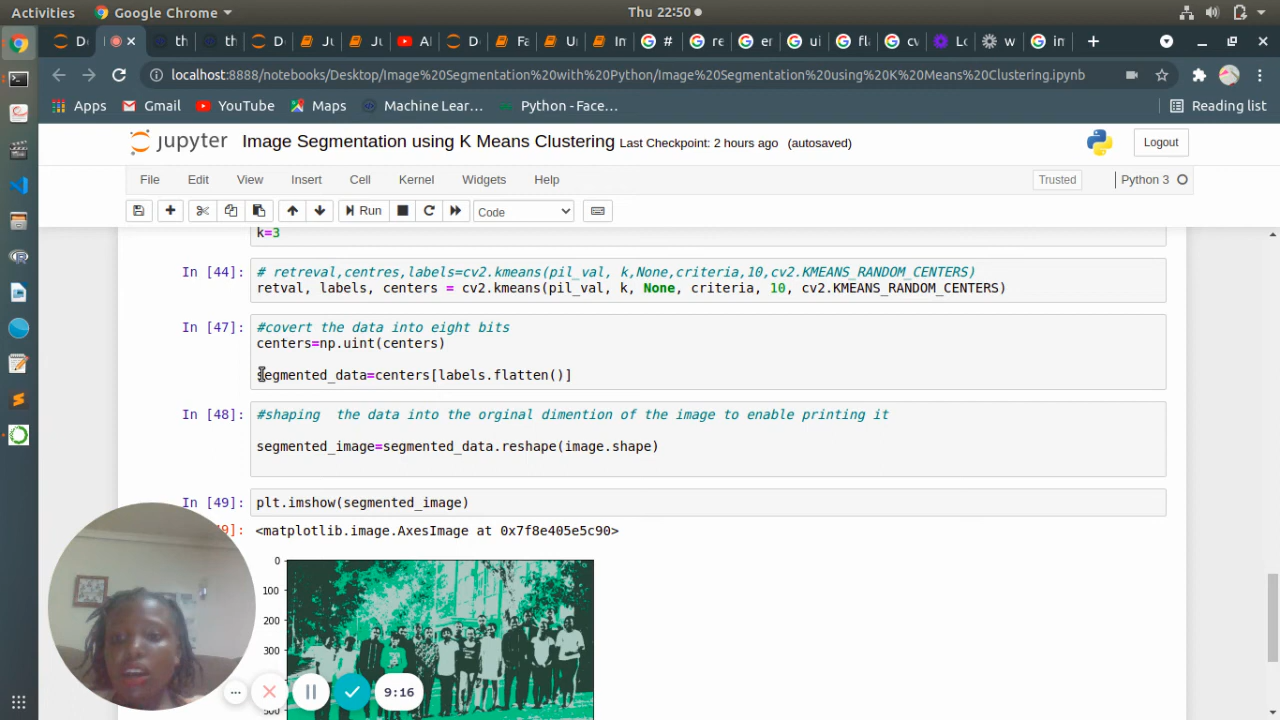 Activities
Google Chrome
Thu 22:50
localhost:8888/notebooks/Desktop/Image%20Segmentation%20with%20Python/Image%20Segmentation%20using%20K%20Means%20Clustering.ipynb
Apps
Gmail
YouTube
Maps
Machine Lear…
Python - Face…
Reading list
jupyter
Image Segmentation using K Means Clustering
Last Checkpoint: 2 hours ago
(autosaved)
Logout
File
Edit
View
Insert
Cell
Kernel
Widgets
Help
Trusted
Python 3
Run
Code
k=3
In [44]:
# retreval,centres,labels=cv2.kmeans(pil_val, k,None,criteria,10,cv2.KMEANS_RANDOM_CENTERS)
retval, labels, centers = cv2.kmeans(pil_val, k, None, criteria, 10, cv2.KMEANS_RANDOM_CENTERS)
In [47]:
#covert the data into eight bits
centers=np.uint(centers)
segmented_data=centers[labels.flatten()]
In [48]:
#shaping  the data into the orginal dimention of the image to enable printing it
segmented_image=segmented_data.reshape(image.shape)
In [49]:
plt.imshow(segmented_image)
<matplotlib.image.AxesImage at 0x7f8e405e5c90>
0
100
200
300
9:16